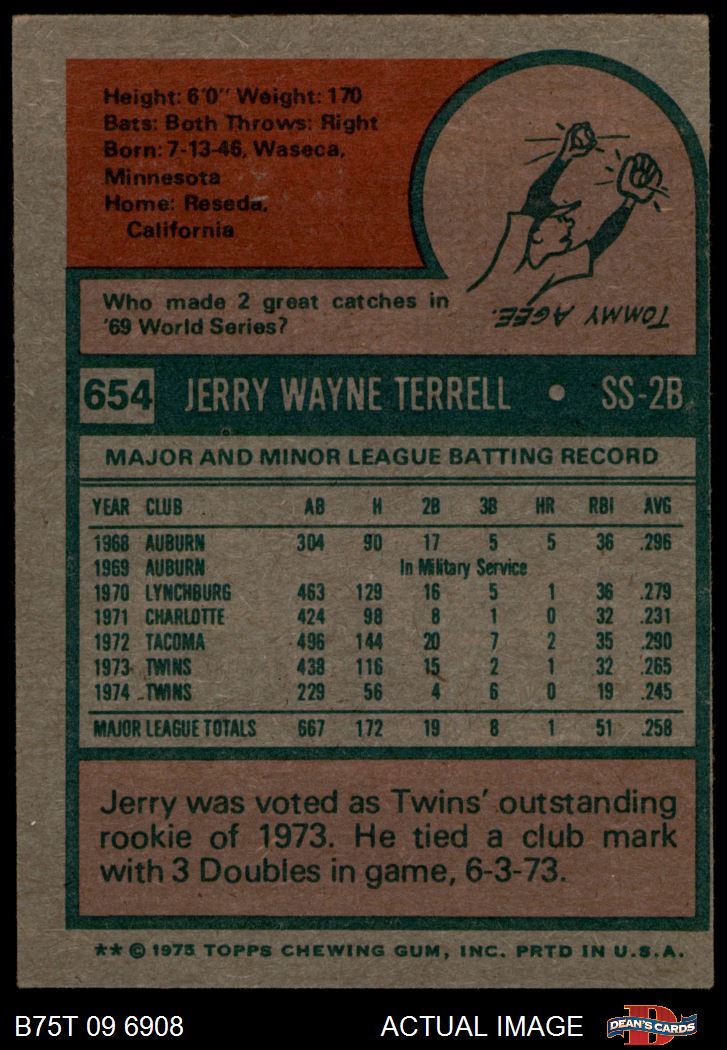 Height: 6'0" Weight: 170
Bats: Both Throws: Right
Born: 7-13-46, Waseca,
Minnesota
Home: Reseda,
California
Who made 2 great catches in
'69 World Series?
TOMMY AGEE.
654 JERRY WAYNE TERRELL • SS-2B
MAJOR AND MINOR LEAGUE BATTING RECORD
YEAR CLUB AB H 2B 3B HR RBI AVG
1968 AUBURN 304 90 17 5 5 36 .296
1969 AUBURN In Military Service
1970 LYNCHBURG 463 129 16 5 1 36 .279
1971 CHARLOTTE 424 98 8 1 0 32 .231
1972 TACOMA 496 144 20 7 2 35 .290
1973 TWINS 438 116 15 2 1 32 .265
1974 TWINS 229 56 4 6 0 19 .245
MAJOR LEAGUE TOTALS 667 172 19 8 1 51 .258
Jerry was voted as Twins' outstanding
rookie of 1973. He tied a club mark
with 3 Doubles in game, 6-3-73.
** © 1975 TOPPS CHEWING GUM, INC. PRTD IN U.S.A.
B75T 09 6908 ACTUAL IMAGE D DEAN'S CARDS